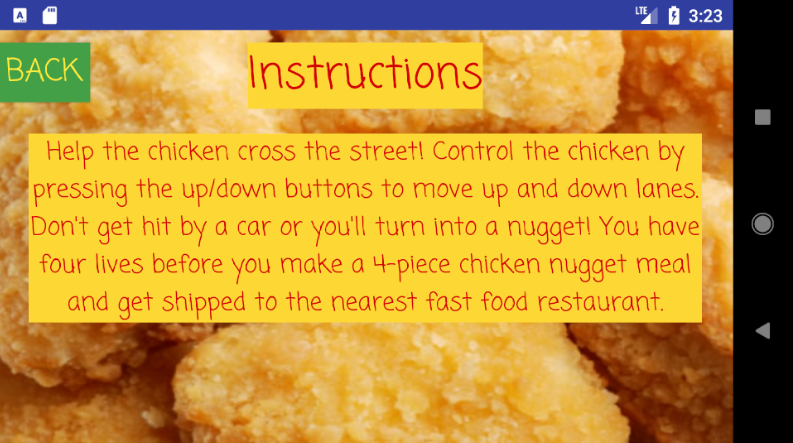 A
LTE
3:23
BACK
Instructions
Help the chicken cross the street! Control the chicken by
pressing the up/down buttons to move up and down lanes.
Don't get hit by a car or you'll turn into a nugget! You have
four lives before you make a 4-piece chicken nugget meal
and get shipped to the nearest fast food restaurant.